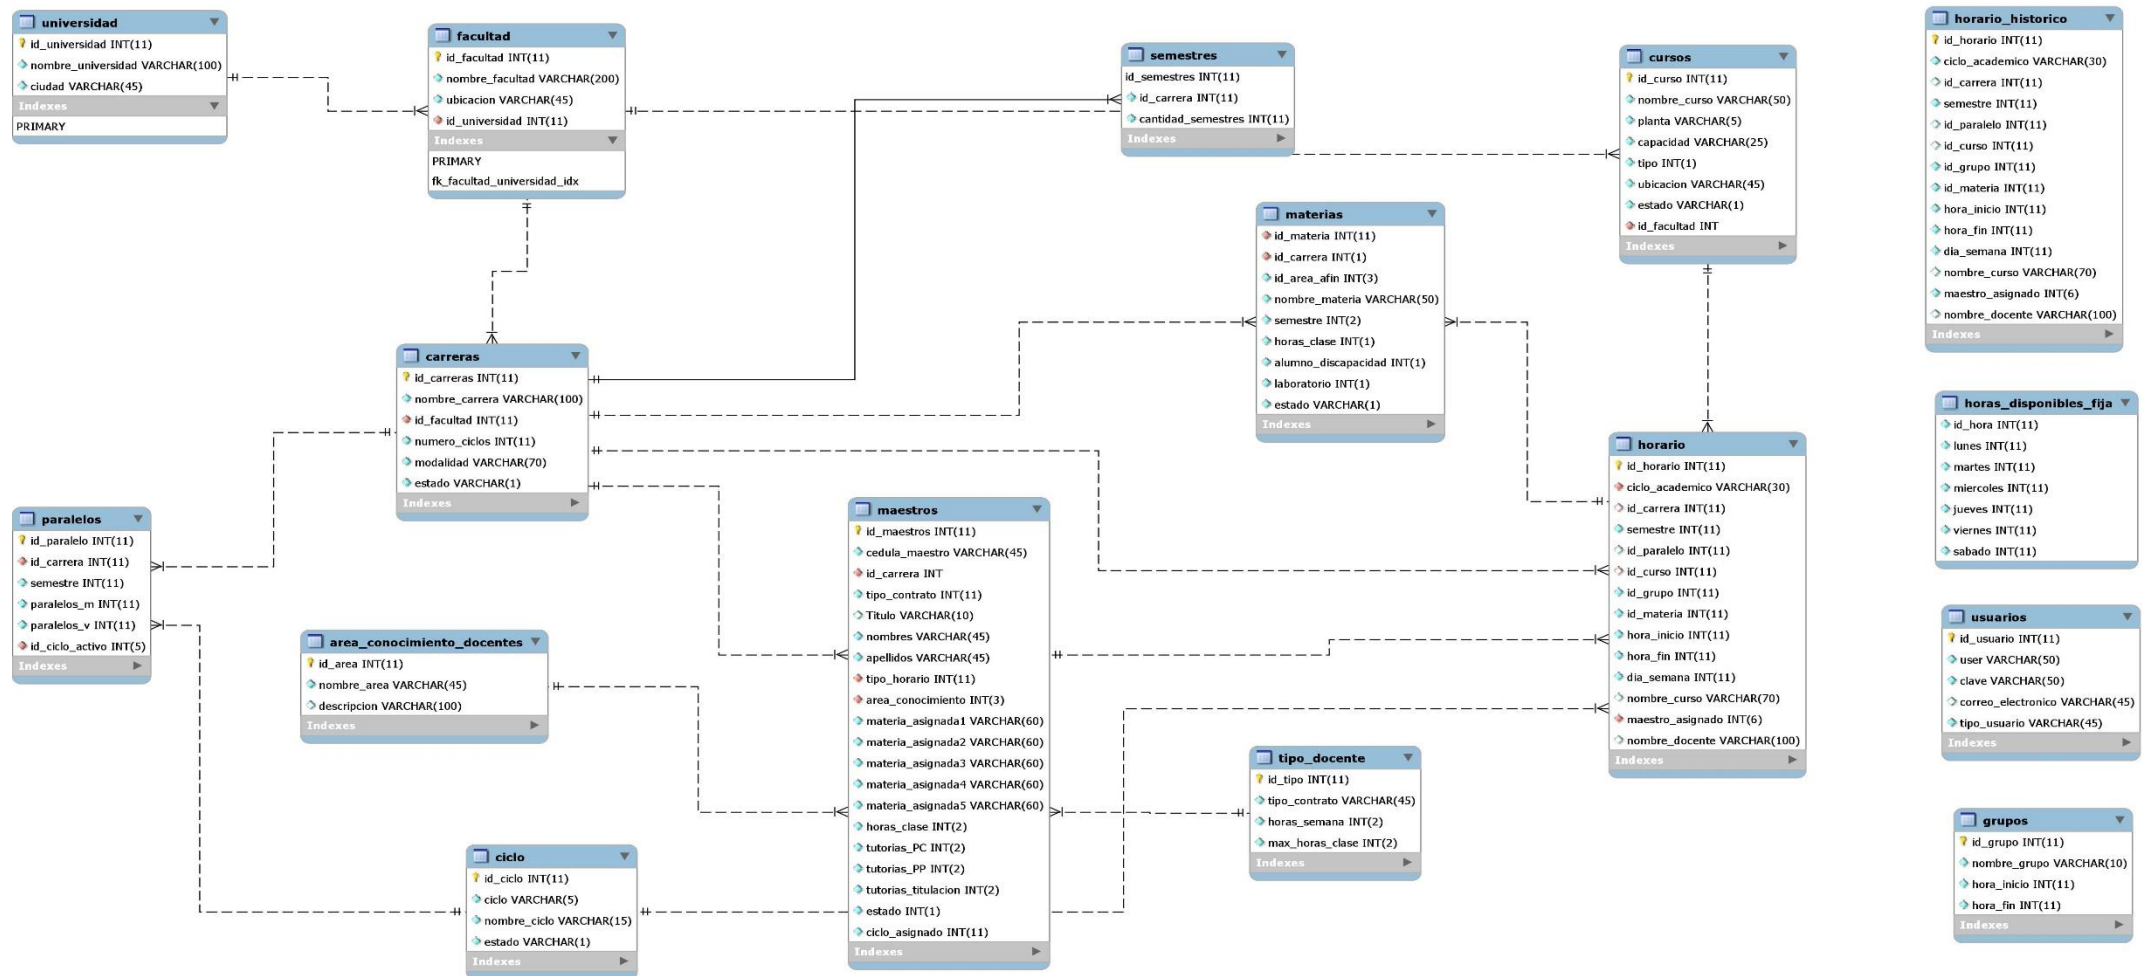 universidad
id_universidad INT(11)
nombre_universidad VARCHAR(100)
ciudad VARCHAR(45)
Indexes
PRIMARY
facultad
id_facultad INT(11)
nombre_facultad VARCHAR(200)
ubicacion VARCHAR(45)
id_universidad INT(11)
Indexes
PRIMARY
fk_facultad_universidad_idx
semestres
id_semestres INT(11)
id_carrera INT(11)
cantidad_semestres INT(11)
Indexes
cursos
id_curso INT(11)
nombre_curso VARCHAR(50)
planta VARCHAR(5)
capacidad VARCHAR(25)
tipo INT(1)
ubicacion VARCHAR(45)
estado VARCHAR(1)
id_facultad INT
Indexes
horario_historico
id_horario INT(11)
ciclo_academico VARCHAR(30)
id_carrera INT(11)
semestre INT(11)
id_paralelo INT(11)
id_curso INT(11)
id_grupo INT(11)
id_materia INT(11)
hora_inicio INT(11)
hora_fin INT(11)
dia_semana INT(11)
nombre_curso VARCHAR(70)
maestro_asignado INT(6)
nombre_docente VARCHAR(100)
Indexes
materias
id_materia INT(11)
id_carrera INT(1)
id_area_afin INT(3)
nombre_materia VARCHAR(50)
semestre INT(2)
horas_clase INT(1)
alumno_discapacidad INT(1)
laboratorio INT(1)
estado VARCHAR(1)
Indexes
carreras
id_carreras INT(11)
nombre_carrera VARCHAR(100)
id_facultad INT(11)
numero_ciclos INT(11)
modalidad VARCHAR(70)
estado VARCHAR(1)
Indexes
horas_disponibles_fija
id_hora INT(11)
lunes INT(11)
martes INT(11)
miercoles INT(11)
jueves INT(11)
viernes INT(11)
sabado INT(11)
horario
id_horario INT(11)
ciclo_academico VARCHAR(30)
id_carrera INT(11)
semestre INT(11)
id_paralelo INT(11)
id_curso INT(11)
id_grupo INT(11)
id_materia INT(11)
hora_inicio INT(11)
hora_fin INT(11)
dia_semana INT(11)
nombre_curso VARCHAR(70)
maestro_asignado INT(6)
nombre_docente VARCHAR(100)
Indexes
paralelos
id_paralelo INT(11)
id_carrera INT(11)
semestre INT(11)
paralelos_m INT(11)
paralelos_v INT(11)
id_ciclo_activo INT(5)
Indexes
maestros
id_maestros INT(11)
cedula_maestro VARCHAR(45)
id_carrera INT
tipo_contrato INT(11)
Titulo VARCHAR(10)
nombres VARCHAR(45)
apellidos VARCHAR(45)
tipo_horario INT(11)
area_conocimiento INT(3)
materia_asignada1 VARCHAR(60)
materia_asignada2 VARCHAR(60)
materia_asignada3 VARCHAR(60)
materia_asignada4 VARCHAR(60)
materia_asignada5 VARCHAR(60)
horas_clase INT(2)
tutorias_PC INT(2)
tutorias_PP INT(2)
tutorias_titulacion INT(2)
estado INT(1)
ciclo_asignado INT(11)
Indexes
area_conocimiento_docentes
id_area INT(11)
nombre_area VARCHAR(45)
descripcion VARCHAR(100)
Indexes
usuarios
id_usuario INT(11)
user VARCHAR(50)
clave VARCHAR(50)
correo_electronico VARCHAR(45)
tipo_usuario VARCHAR(45)
Indexes
tipo_docente
id_tipo INT(11)
tipo_contrato VARCHAR(45)
horas_semana INT(2)
max_horas_clase INT(2)
Indexes
grupos
id_grupo INT(11)
nombre_grupo VARCHAR(10)
hora_inicio INT(11)
hora_fin INT(11)
Indexes
ciclo
id_ciclo INT(11)
ciclo VARCHAR(5)
nombre_ciclo VARCHAR(15)
estado VARCHAR(1)
Indexes